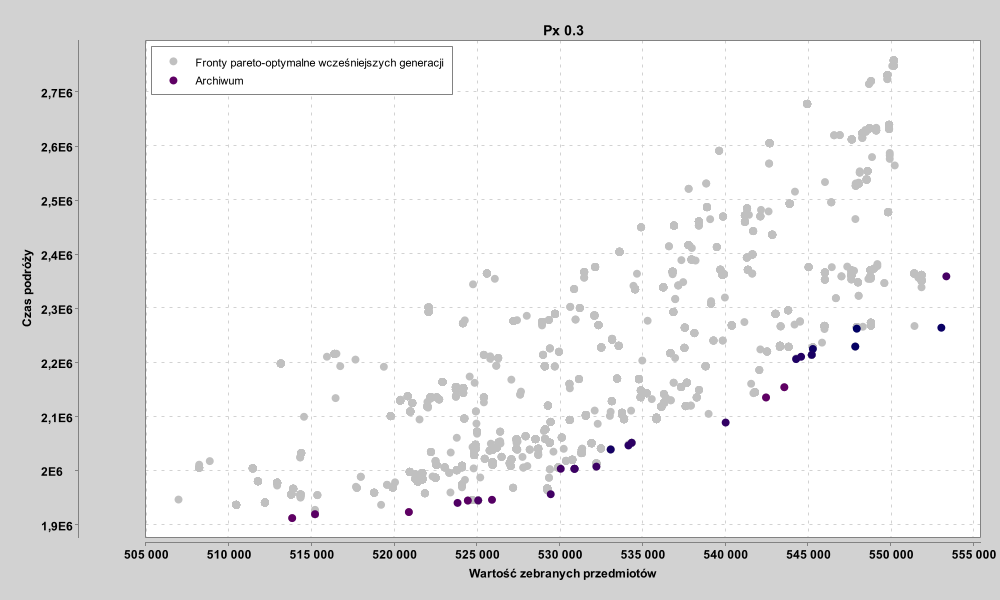 Px 0.3
Fronty pareto-optymalne wcześniejszych generacji
Archiwum
Czas podróży
2,7E6
2,6E6
2,5E6
2,4E6
2,3E6
2,2E6
2,1E6
2E6
1,9E6
505 000 510 000 515 000 520 000 525 000 530 000 535 000 540 000 545 000 550 000 555 000
Wartość zebranych przedmiotów